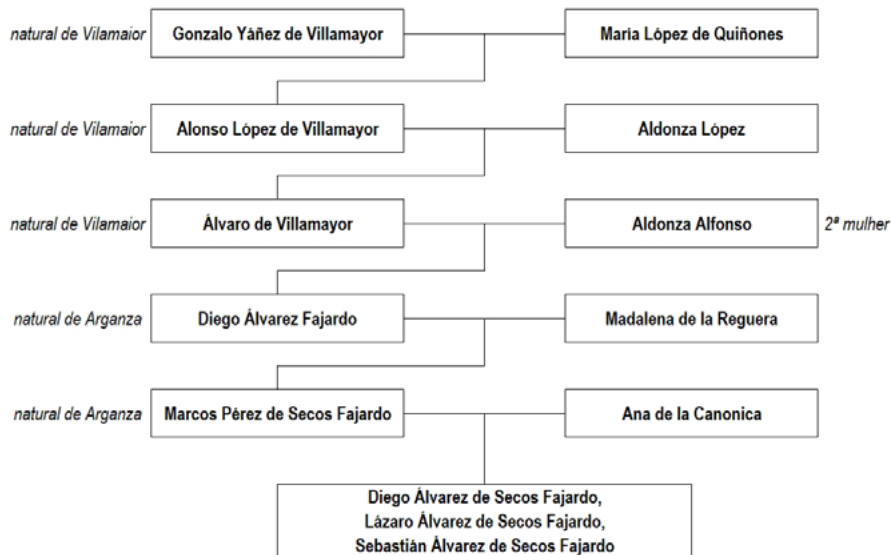 natural de Vilamaior Gonzalo Yáñez de Villamayor María López de Quiñones
natural de Vilamaior Alonso López de Villamayor Aldonza López
natural de Vilamaior Álvaro de Villamayor Aldonza Alfonso 2ª mulher
natural de Arganza Diego Álvarez Fajardo Madalena de la Reguera
natural de Arganza Marcos Pérez de Secos Fajardo Ana de la Canonica
Diego Álvarez de Secos Fajardo,
Lázaro Álvarez de Secos Fajardo,
Sebastián Álvarez de Secos Fajardo